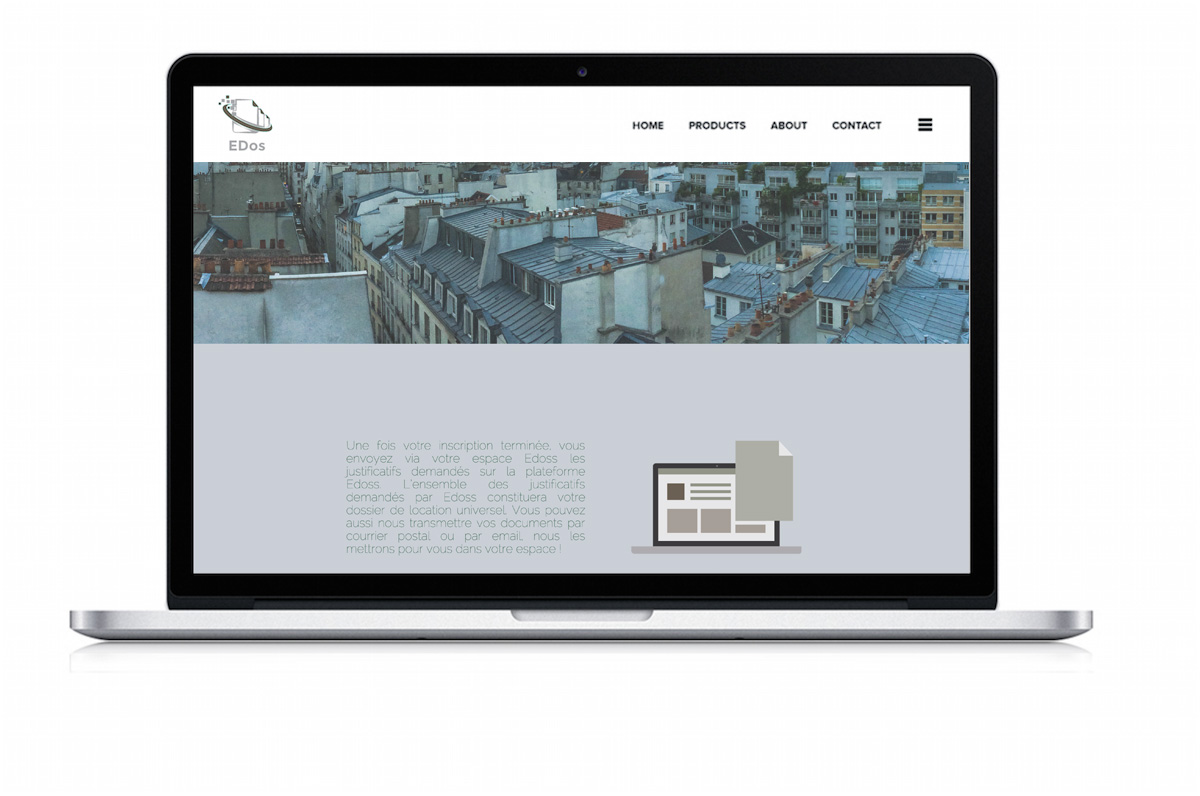 EDos
HOME PRODUCTS ABOUT CONTACT
Une fois votre inscription terminée, vous
envoyez via votre espace Edoss les
justificatifs demandés sur la plateforme
Edoss. L'ensemble des justificatifs
demandés par Edoss constituera votre
dossier de location universel. Vous pouvez
aussi nous transmettre vos documents par
courrier postal ou par email, nous les
mettrons pour vous dans votre espace !